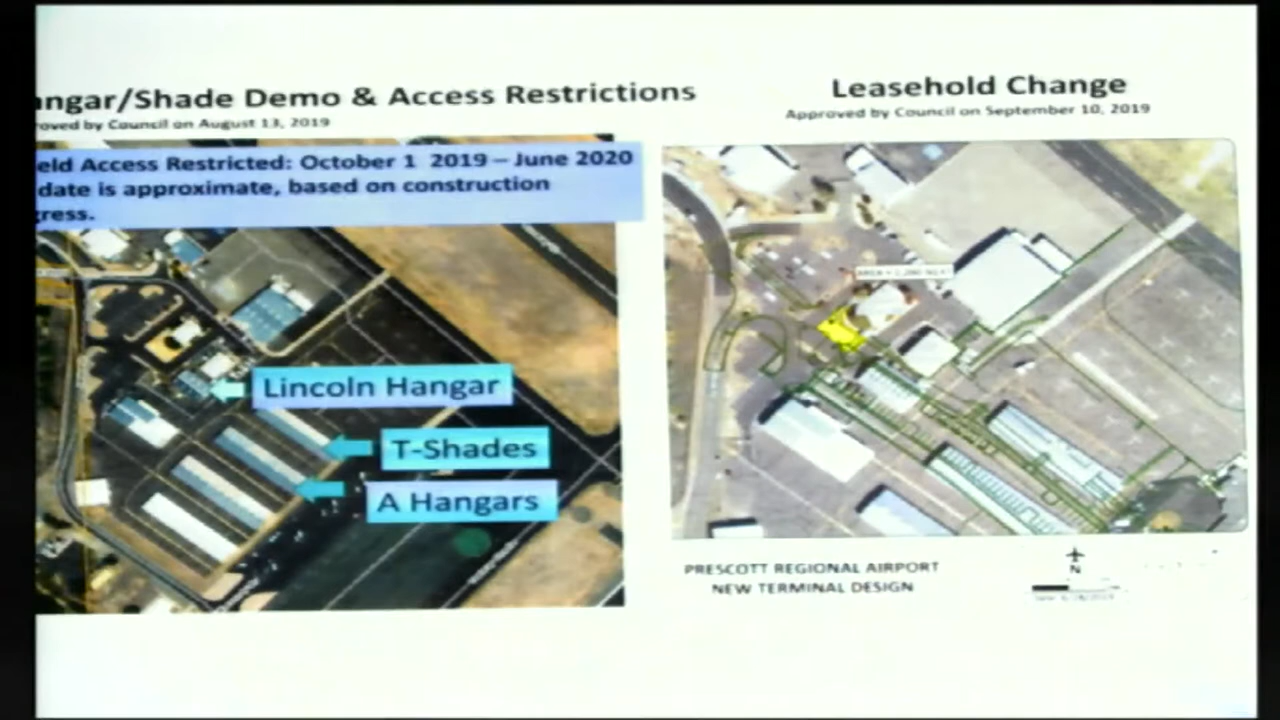 angar/Shade Demo & Access Restrictions
roved by Council on August 13, 2019
eld Access Restricted: October 1 2019 – June 2020
date is approximate, based on construction
gress.
Lincoln Hangar
T-Shades
A Hangars
Leasehold Change
Approved by Council on September 10, 2019
PRESCOTT REGIONAL AIRPORT
NEW TERMINAL DESIGN
N